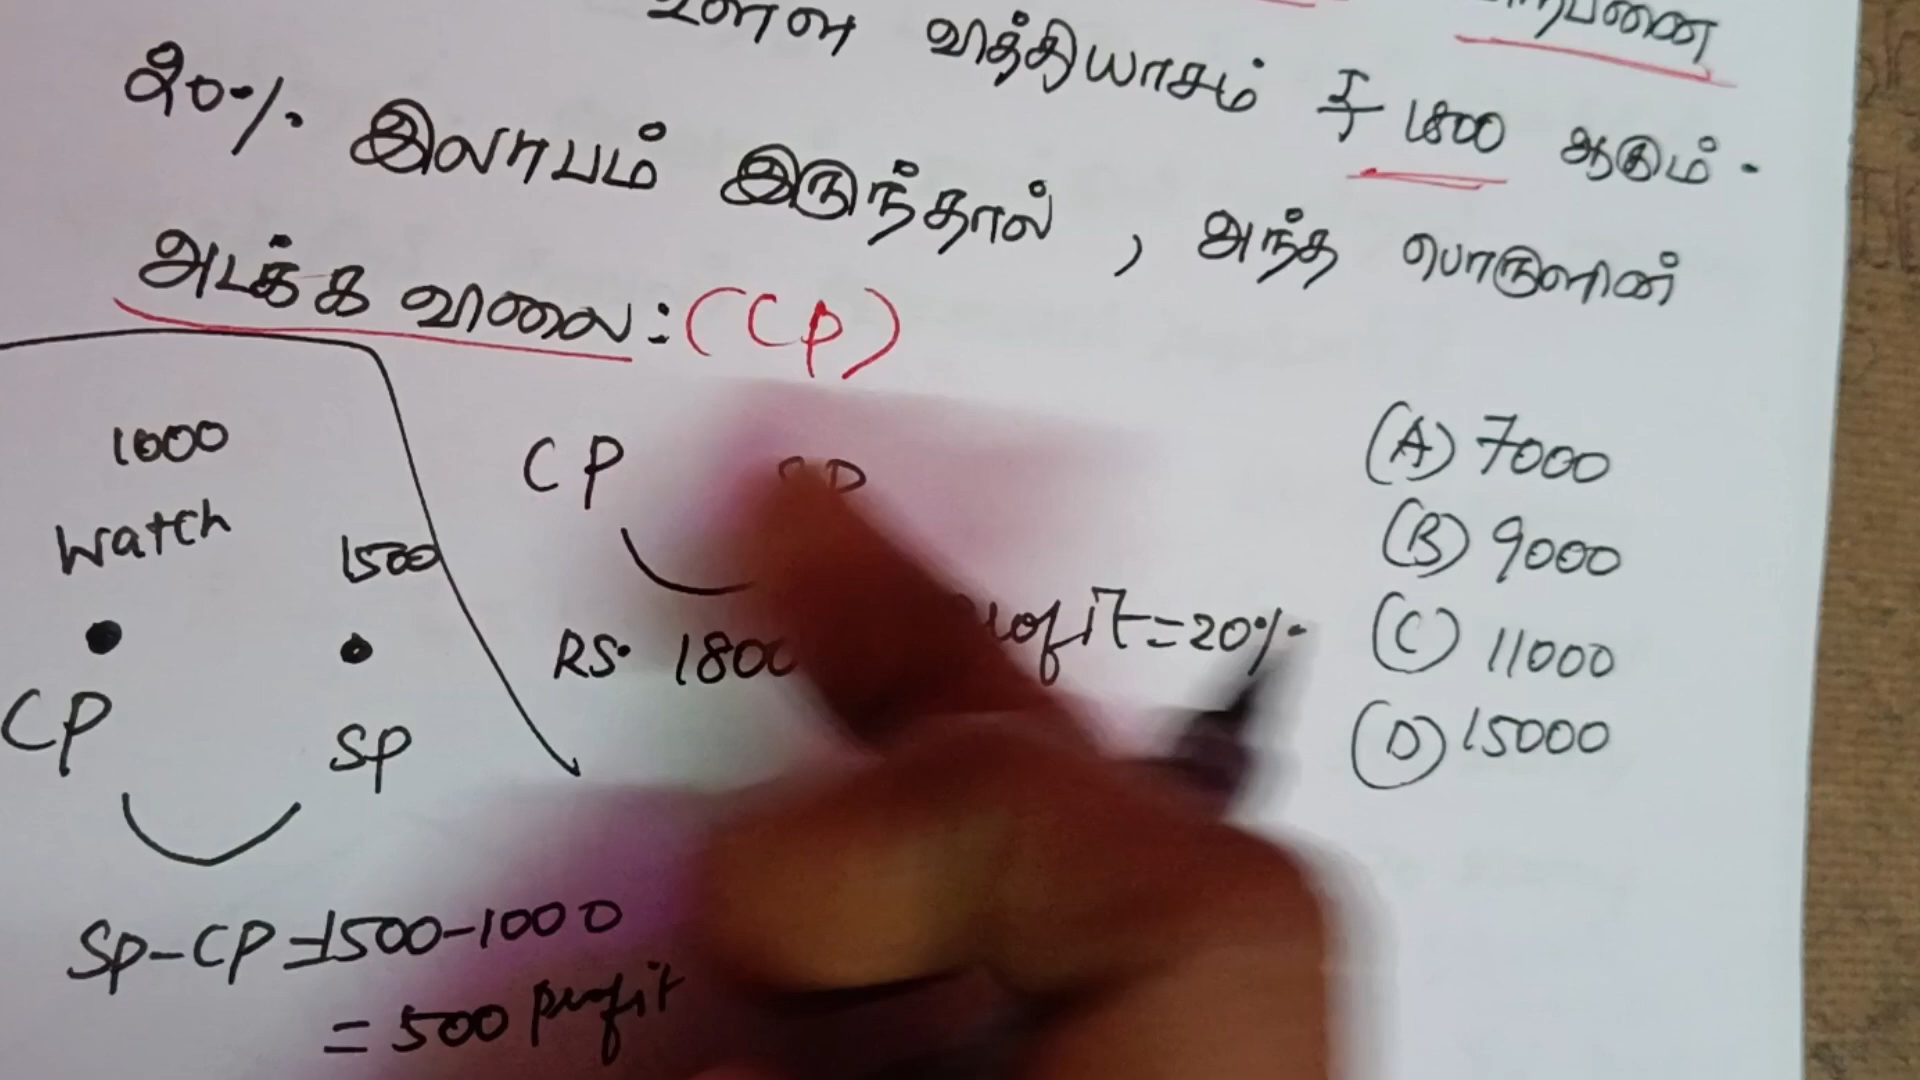 உள்ள வித்தியாசம் ₹ 1800 ஆகும்.
20% இலாபம் இருந்தால் , அந்த பொருளின்
அடக்க விலை : (CP)
1000
Watch
1500
CP
SP
SP-CP=1500-1000
= 500 profit
CP
RS. 1800
=20%
(A) 7000
(B) 9000
(C) 11000
(D) 15000